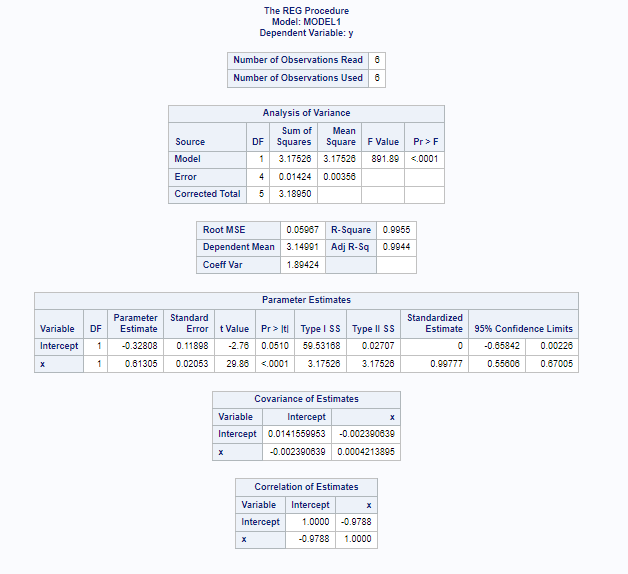 The REG Procedure
Model: MODEL1
Dependent Variable: y
Number of Observations Read 6
Number of Observations Used 6
Analysis of Variance
Source DF Sum of Squares Mean Square F Value Pr > F
Model 1 3.17526 3.17526 891.89 <.0001
Error 4 0.01424 0.00356
Corrected Total 5 3.18950
Root MSE 0.05967 R-Square 0.9955
Dependent Mean 3.14991 Adj R-Sq 0.9944
Coeff Var 1.89424
Parameter Estimates
Variable DF Parameter Estimate Standard Error t Value Pr > |t| Type I SS Type II SS Standardized Estimate 95% Confidence Limits
Intercept 1 -0.32808 0.11898 -2.76 0.0510 59.53168 0.02707 0 -0.65842 0.00226
x 1 0.61305 0.02053 29.86 <.0001 3.17526 3.17526 0.99777 0.55606 0.67005
Covariance of Estimates
Variable Intercept x
Intercept 0.0141559953 -0.002390639
x -0.002390639 0.0004213895
Correlation of Estimates
Variable Intercept x
Intercept 1.0000 -0.9788
x -0.9788 1.0000